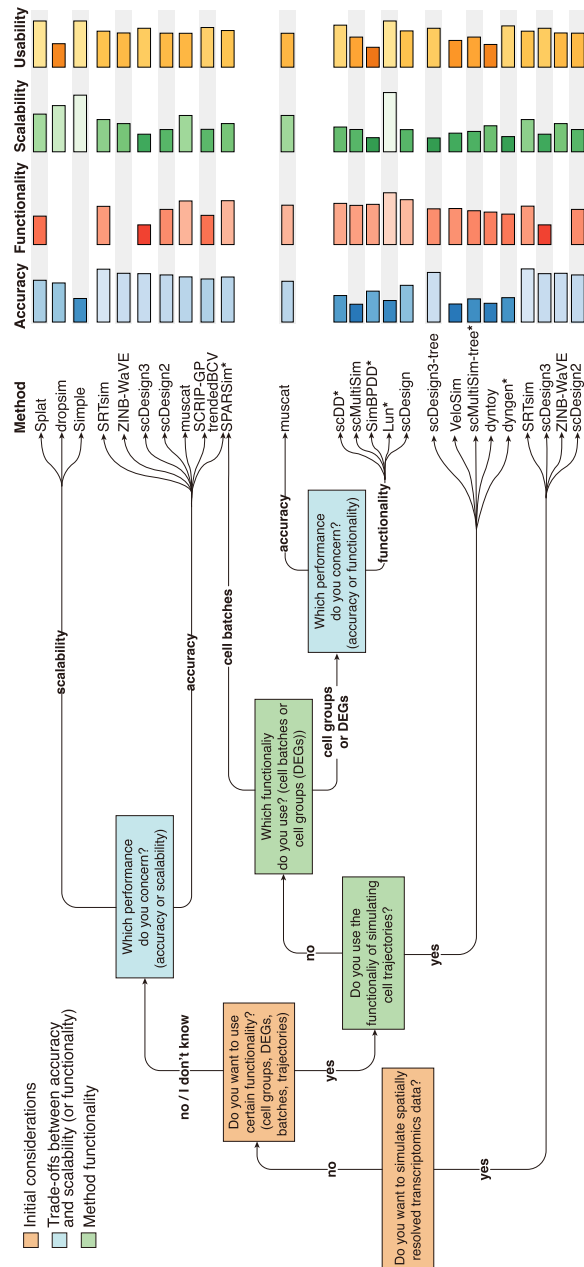 Initial considerations
Trade-offs between accuracy
and scalability (or functionality)
Method functionality
Do you want to simulate spatially
resolved transcriptomics data?
no
yes
Do you want to use
certain functionality?
(cell groups, DEGs,
batches, trajectories)
no / I don't know
yes
Do you use the
functionaliy of simulating
cell trajectories?
no
yes
Which performance
do you concern?
(accuracy or scalability)
scalability
accuracy
Which functionality
do you use? (cell batches or
cell groups (DEGs))
cell batches
cell groups
or DEGs
Which performance
do you concern?
(accuracy or functionality)
accuracy
functionality
Method
Accuracy
Functionality
Scalability
Usability
Splat
dropsim
Simple
SRTsim
ZINB-WaVE
scDesign3
scDesign2
muscat
SCRIP-GP
trendedBCV
SPARSim*
muscat
scDD*
scMultiSim
SimBPDD*
Lun*
scDesign
scDesign3-tree
VeloSim
scMultiSim-tree*
dyntoy
dyngen*
SRTsim
scDesign3
ZINB-WaVE
scDesign2